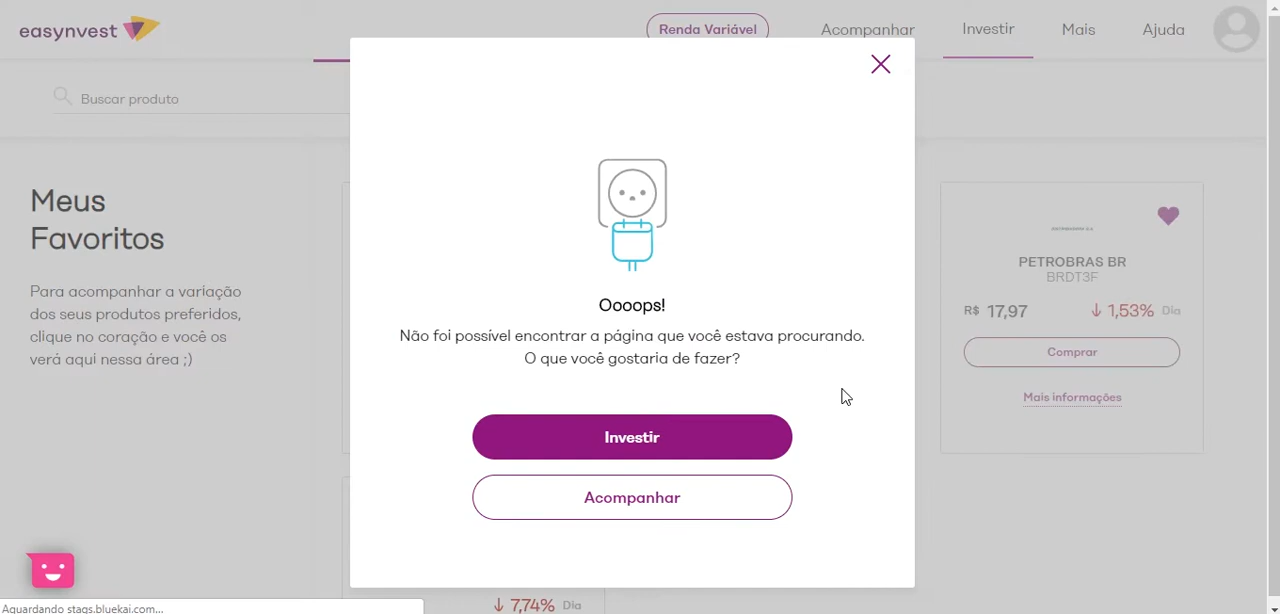 easynvest
Renda Variável
Acompanhar
Investir
Mais
Ajuda
Buscar produto
Meus
Favoritos
Para acompanhar a variação
dos seus produtos preferidos,
clique no coração e você os
verá aqui nessa área ;)
Oooops!
Não foi possível encontrar a página que você estava procurando.
O que você gostaria de fazer?
Investir
Acompanhar
PETROBRAS BR
BRDT3F
R$ 17,97 ↓ 1,53% Dia
Comprar
Mais informações
↓ 7,74% Dia
Aguardando stags.bluekai.com...